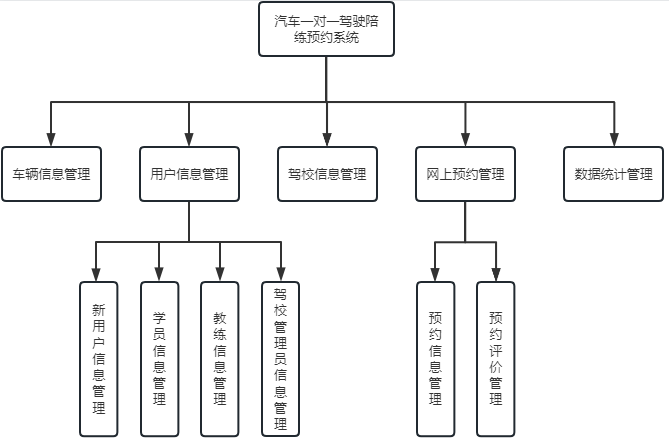 汽车一对一驾驶陪
练预约系统
车辆信息管理
用户信息管理
驾校信息管理
网上预约管理
数据统计管理
新用户信息管理
学员信息管理
教练信息管理
驾校管理员信息管理
预约信息管理
预约评价管理